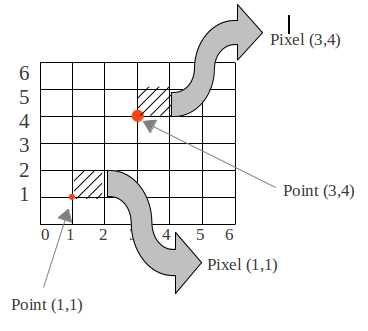 Pixel (3,4)
6
5
4
3
2
1
Point (3,4)
0 1 2 3 4 5 6
Pixel (1,1)
Point (1,1)